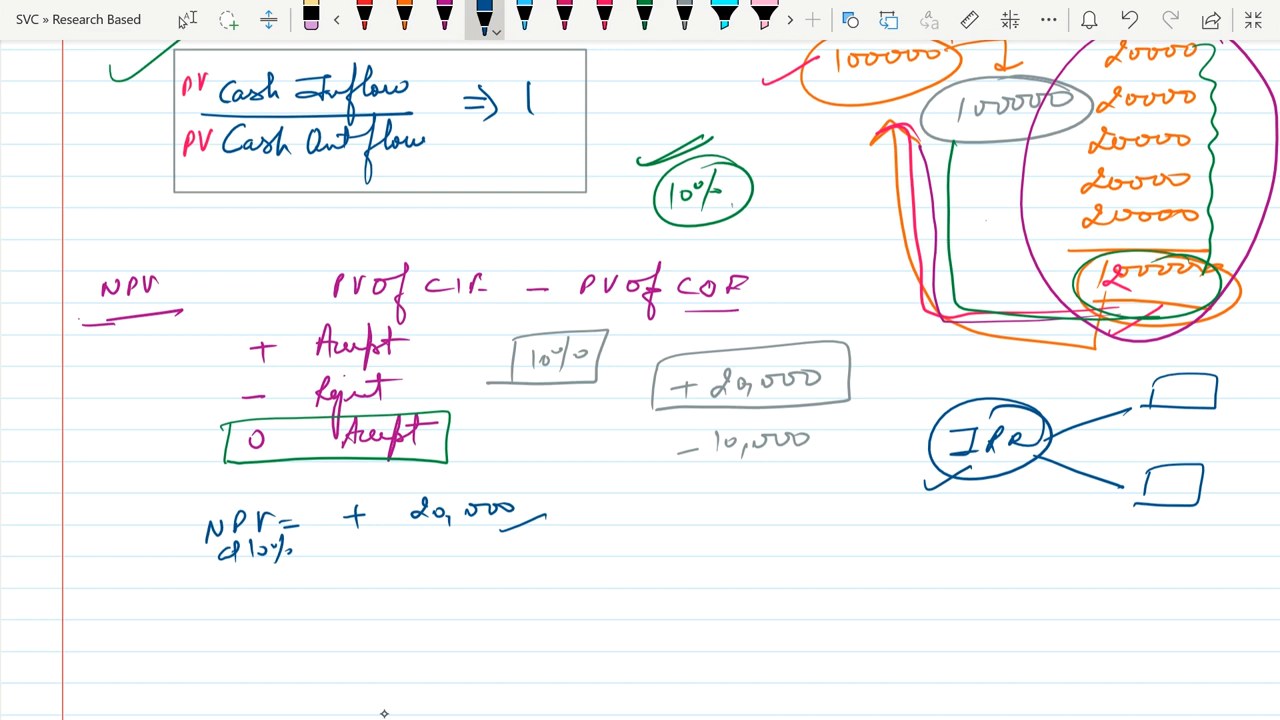 SVC » Research Based
PV Cash Inflow
PV Cash Outflow
⇒ 1
10%
100000
100000
20000
20000
20000
20000
20000
NPV PV of CIF - PV of COF
+ Accept
- Reject
0 Accept
10%
+ 20,000
- 10,000
IRR
NPV = + 20,000
@ 10%